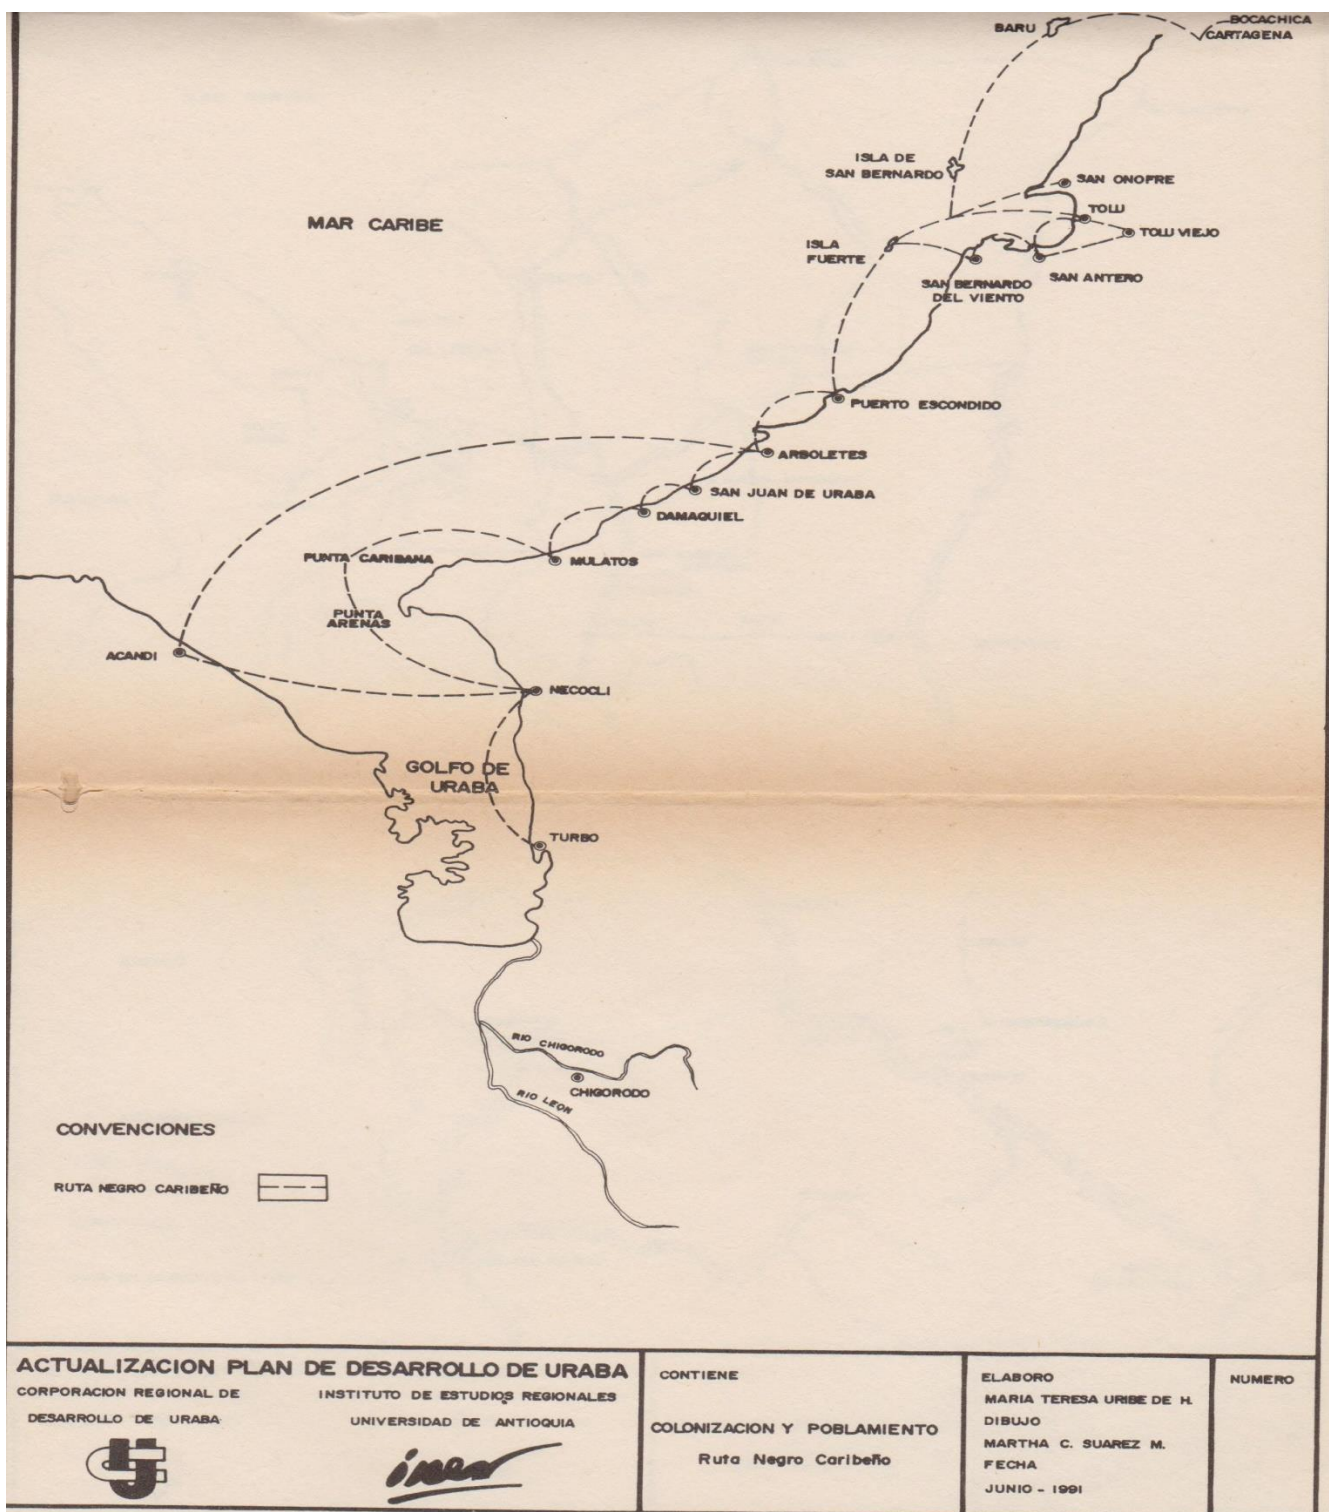 BARU
BOCACHICA
CARTAGENA
ISLA DE
SAN BERNARDO
SAN ONOFRE
MAR CARIBE
TOLU
TOLU VIEJO
ISLA
FUERTE
SAN BERNARDO
DEL VIENTO
SAN ANTERO
PUERTO ESCONDIDO
ARBOLETES
SAN JUAN DE URABA
DAMAQUIEL
PUNTA CARIBANA
MULATOS
PUNTA
ARENAS
ACANDI
NECOCLI
GOLFO DE
URABA
TURBO
RIO CHIGORODO
CHIGORODO
RIO LEON
CONVENCIONES
RUTA NEGRO CARIBEÑO
ACTUALIZACION PLAN DE DESARROLLO DE URABA
CORPORACION REGIONAL DE
DESARROLLO DE URABA
INSTITUTO DE ESTUDIOS REGIONALES
UNIVERSIDAD DE ANTIOQUIA
iner
CONTIENE
COLONIZACION Y POBLAMIENTO
Ruta Negro Caribeño
ELABORO
MARIA TERESA URIBE DE H.
DIBUJO
MARTHA C. SUAREZ M.
FECHA
JUNIO - 1991
NUMERO